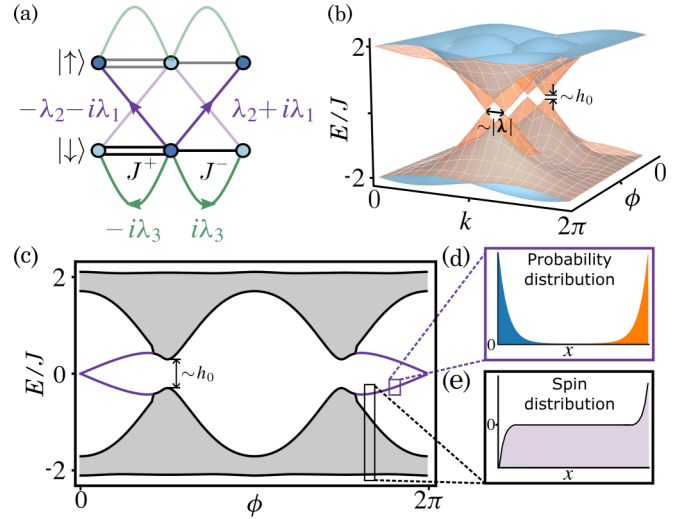 (a)
|↑⟩
−λ₂−iλ₁
λ₂+iλ₁
|↓⟩
J⁺
J⁻
−iλ₃
iλ₃
(b)
2
E/J
-2
~h₀
~|λ|
0
k
2π
ϕ
0
(c)
2
E/J
0
-2
~h₀
0
ϕ
2π
(d)
Probability
distribution
0
x
(e)
Spin
distribution
0
x